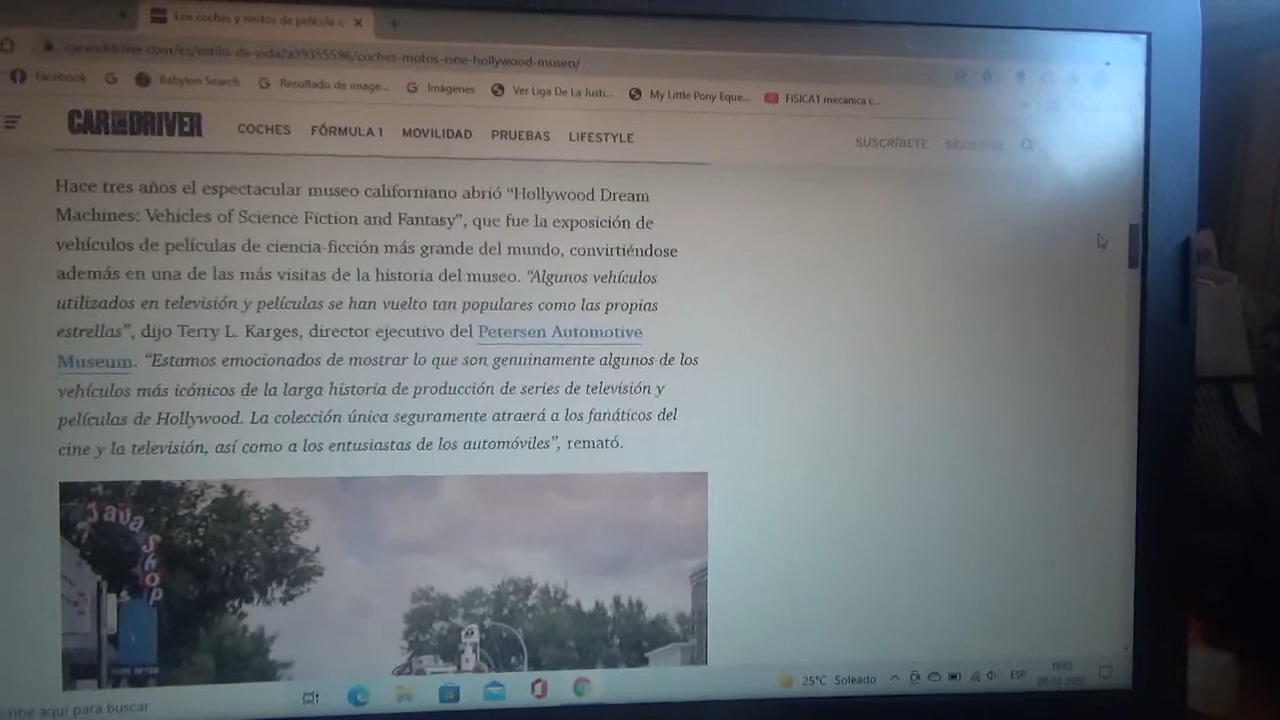 Los coches y motos de película
caranddriver.com/es/estilo-de-vida/a39355596/coches-motos-one-hollywood-museo/
Facebook Babylon Search Resultado de image... Imágenes Ver Liga De La Justi... My Little Pony Eque... FISICA1 mecanica c...
CAR AND DRIVER COCHES FÓRMULA 1 MOVILIDAD PRUEBAS LIFESTYLE SUSCRÍBETE SÍGUENOS
Hace tres años el espectacular museo californiano abrió “Hollywood Dream
Machines: Vehicles of Science Fiction and Fantasy”, que fue la exposición de
vehículos de películas de ciencia-ficción más grande del mundo, convirtiéndose
además en una de las más visitas de la historia del museo. “Algunos vehículos
utilizados en televisión y películas se han vuelto tan populares como las propias
estrellas”, dijo Terry L. Karges, director ejecutivo del Petersen Automotive
Museum. “Estamos emocionados de mostrar lo que son genuinamente algunos de los
vehículos más icónicos de la larga historia de producción de series de televisión y
películas de Hollywood. La colección única seguramente atraerá a los fanáticos del
cine y la televisión, así como a los entusiastas de los automóviles”, remató.
Java
Shop
aquí para buscar
25°C Soleado ESP